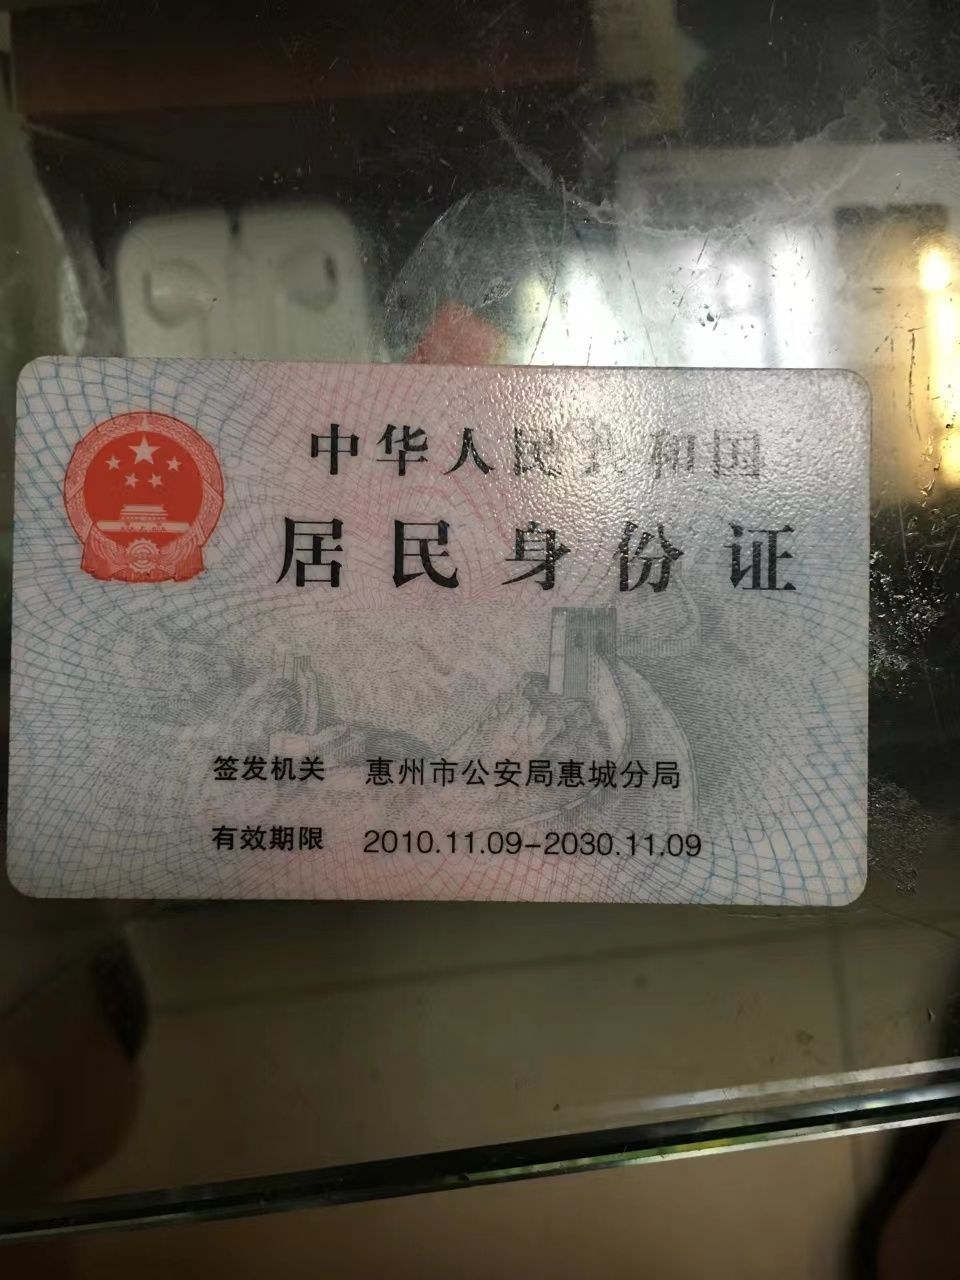 中华人民共和国
居民身份证
签发机关 惠州市公安局惠城分局
有效期限 2010.11.09-2030.11.09